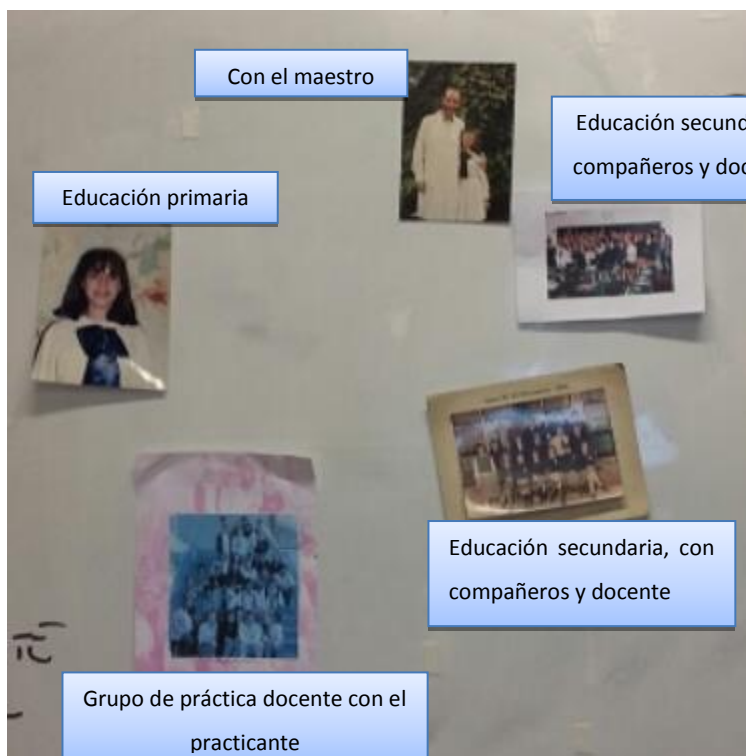 Con el maestro
Educación secund
compañeros y doc
Educación primaria
Educación secundaria, con
compañeros y docente
Grupo de práctica docente con el
practicante